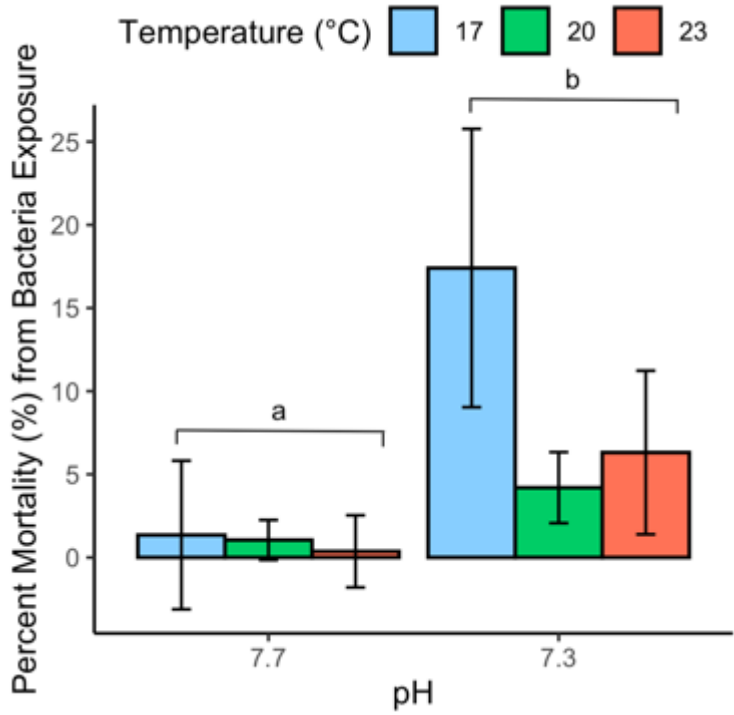 Temperature (°C) 17 20 23
b
a
Percent Mortality (%) from Bacteria Exposure
25
20
15
10
5
0
7.7 7.3
pH